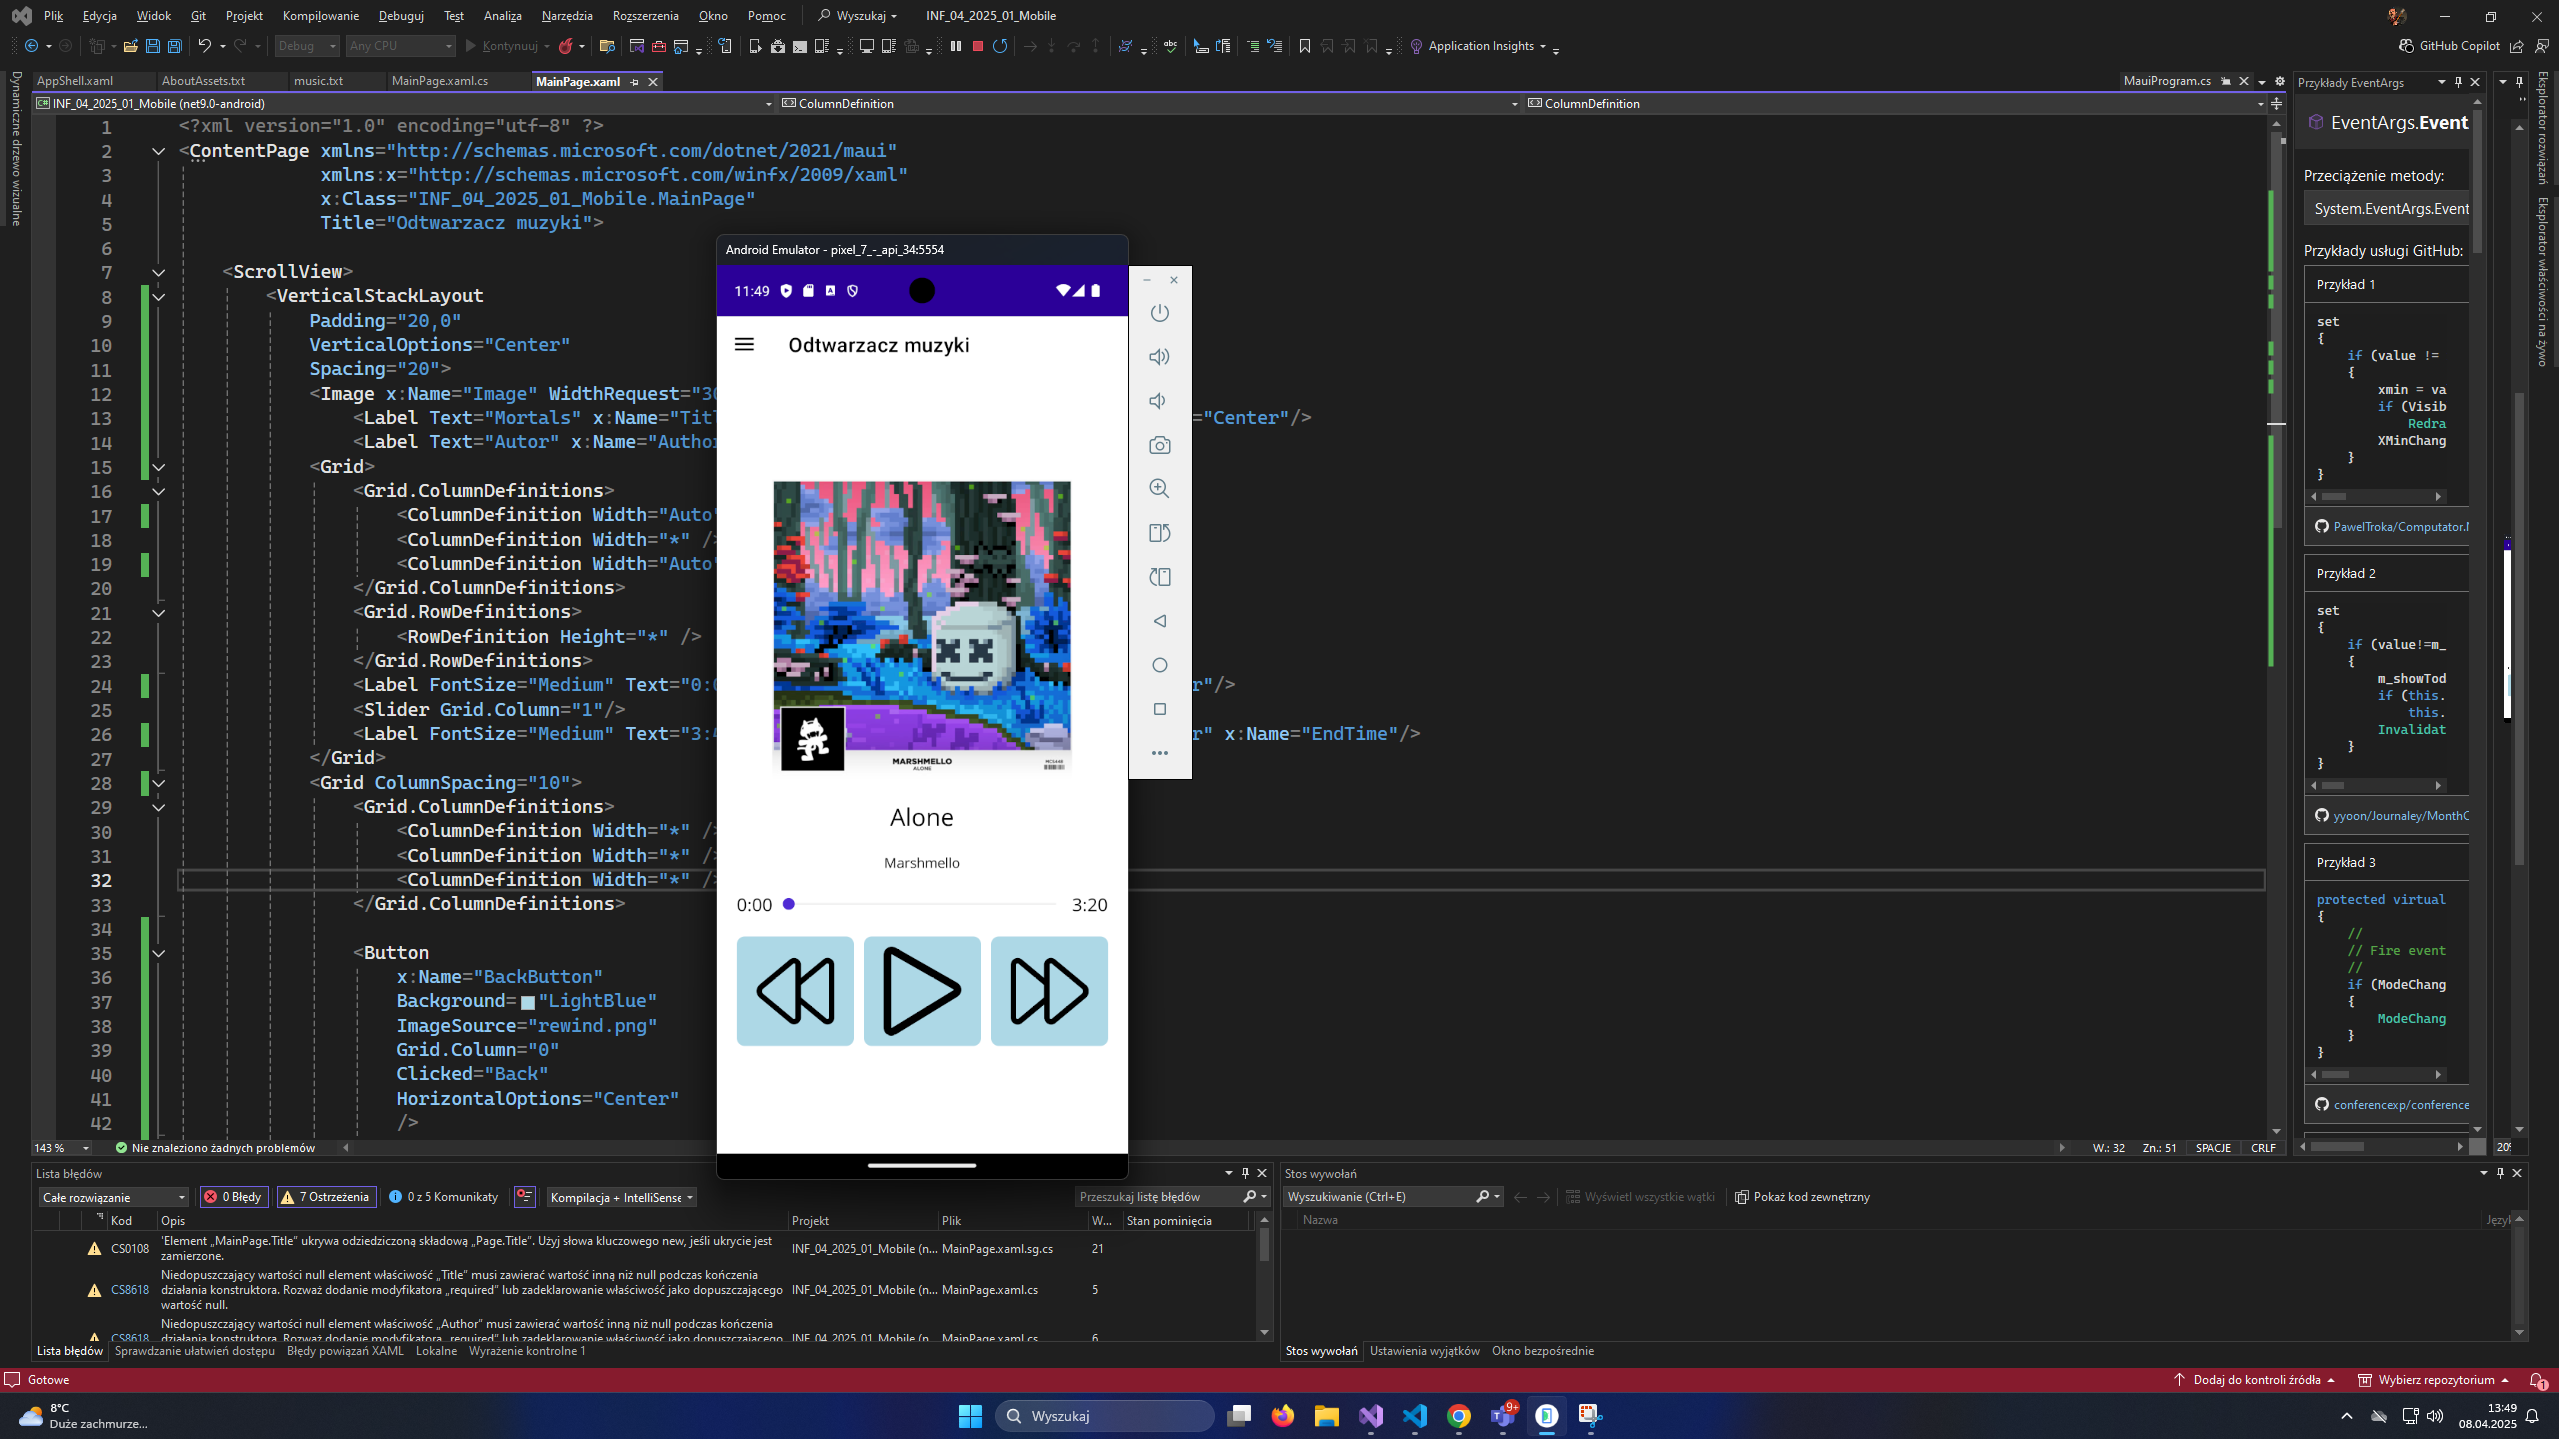 Plik Edycja Widok Git Projekt Kompilowanie Debuguj Test Analiza Narzędzia Rozszerzenia Okno Pomoc Wyszukaj INF_04_2025_01_Mobile
Debug Any CPU Kontynuuj Application Insights GitHub Copilot
AppShell.xaml AboutAssets.txt music.txt MainPage.xaml.cs MainPage.xaml MauiProgram.cs
INF_04_2025_01_Mobile (net9.0-android) ColumnDefinition ColumnDefinition
Dynamiczne drzewo wizualne
1 <?xml version="1.0" encoding="utf-8" ?>
2 <ContentPage xmlns="http://schemas.microsoft.com/dotnet/2021/maui"
3 xmlns:x="http://schemas.microsoft.com/winfx/2009/xaml"
4 x:Class="INF_04_2025_01_Mobile.MainPage"
5 Title="Odtwarzacz muzyki">
6
7 <ScrollView>
8 <VerticalStackLayout
9 Padding="20,0"
10 VerticalOptions="Center"
11 Spacing="20">
12 <Image x:Name="Image" WidthRequest=
13 <Label Text="Mortals" x:Name= ="Center"/>
14 <Label Text="Autor" x:Name=
15 <Grid>
16 <Grid.ColumnDefinitions>
17 <ColumnDefinition Width="Auto"
18 <ColumnDefinition Width="*" />
19 <ColumnDefinition Width="Auto"
20 </Grid.ColumnDefinitions>
21 <Grid.RowDefinitions>
22 <RowDefinition Height="*" />
23 </Grid.RowDefinitions>
24 <Label FontSize="Medium" Text= "/>
25 <Slider Grid.Column="1"/>
26 <Label FontSize="Medium" Text= " x:Name="EndTime"/>
27 </Grid>
28 <Grid ColumnSpacing="10">
29 <Grid.ColumnDefinitions>
30 <ColumnDefinition Width="*" />
31 <ColumnDefinition Width="*" />
32 <ColumnDefinition Width="*" />
33 </Grid.ColumnDefinitions>
34
35 <Button
36 x:Name="BackButton"
37 Background="LightBlue"
38 ImageSource="rewind.png"
39 Grid.Column="0"
40 Clicked="Back"
41 HorizontalOptions="Center"
42 />
Android Emulator - pixel_7_-_api_34:5554
11:49
Odtwarzacz muzyki
MARSHMELLO
ALONE
Alone
Marshmello
0:00 3:20
Przykłady EventArgs
EventArgs.Event
Przeciążenie metody:
System.EventArgs.Event
Przykłady usługi GitHub:
Przykład 1
set
{
if (value !=
{
xmin = va
if (Visib
Redra
XMinChang
}
}
PawelTroka/Computator.
Przykład 2
set
{
if (value!=m_
{
m_showTod
if (this.
this.
Invalidat
}
}
yyoon/Journaley/MonthC
Przykład 3
protected virtual
{
//
// Fire event
//
if (ModeChang
{
ModeChang
}
}
conferencexp/conference
Eksplorator rozwiązań
Eksplorator właściwości na żywo
143 % Nie znaleziono żadnych problemów W.: 32 Zn.: 51 SPACJE CRLF
Lista błędów
Całe rozwiązanie 0 Błędy 7 Ostrzeżenia 0 z 5 Komunikaty Kompilacja + IntelliSense Przeszukaj listę błędów
Kod Opis Projekt Plik W... Stan pominięcia
CS0108 'Element „MainPage.Title” ukrywa odziedziczoną składową „Page.Title”. Użyj słowa kluczowego new, jeśli ukrycie jest
zamierzone. INF_04_2025_01_Mobile (n... MainPage.xaml.sg.cs 21
CS8618 Niedopuszczający wartości null element właściwość „Title” musi zawierać wartość inną niż null podczas kończenia
działania konstruktora. Rozważ dodanie modyfikatora „required” lub zadeklarowanie właściwość jako dopuszczającego
wartość null. INF_04_2025_01_Mobile (n... MainPage.xaml.cs 5
Niedopuszczający wartości null element właściwość „Author” musi zawierać wartość inną niż null podczas kończenia
CS8618 działania konstruktora. Rozważ dodanie modyfikatora „required” lub zadeklarowanie właściwość jako dopuszczającego INF_04_2025_01_Mobile (n... MainPage.xaml.cs 6
Lista błędów Sprawdzanie ułatwień dostępu Błędy powiązań XAML Lokalne Wyrażenie kontrolne 1
Stos wywołań
Wyszukiwanie (Ctrl+E) Wyświetl wszystkie wątki Pokaż kod zewnętrzny
Nazwa Język
Stos wywołań Ustawienia wyjątków Okno bezpośrednie
Gotowe Dodaj do kontroli źródła Wybierz repozytorium 1
8°C
Duże zachmurze...
Wyszukaj
9+
13:49
08.04.2025